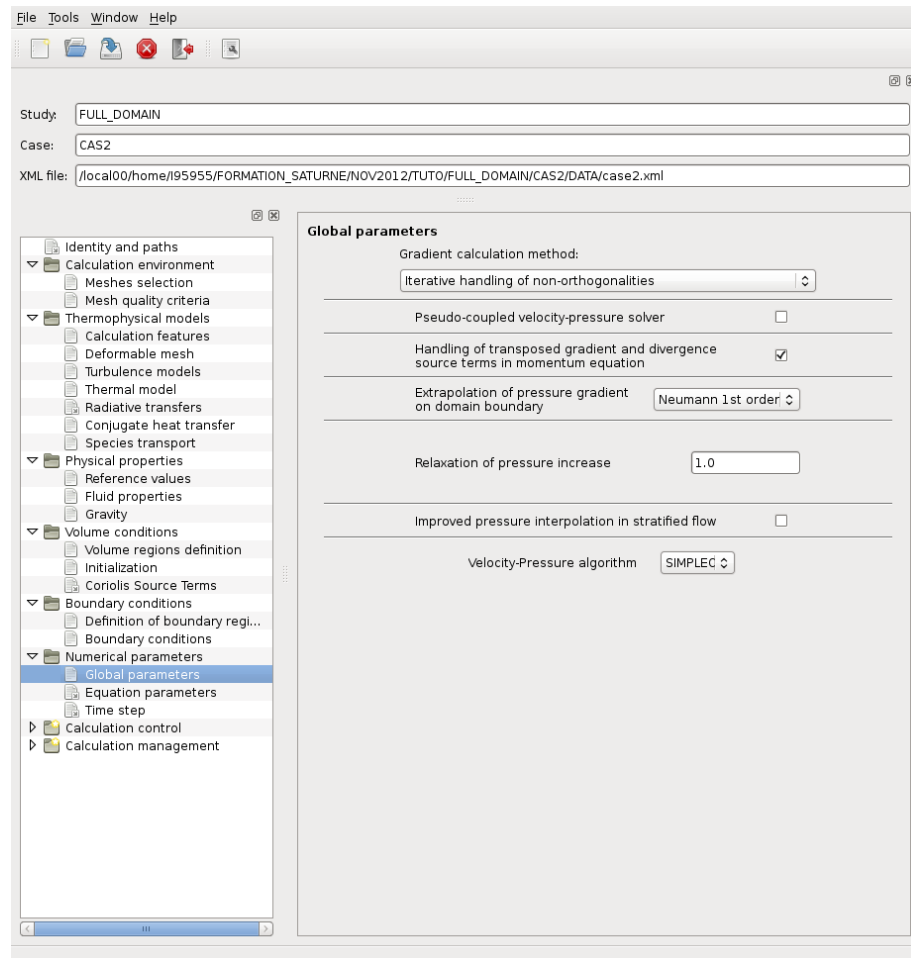 File Tools Window Help
Study: FULL_DOMAIN
Case: CAS2
XML file: /local00/home/I95955/FORMATION_SATURNE/NOV2012/TUTO/FULL_DOMAIN/CAS2/DATA/case2.xml
Identity and paths
Calculation environment
Meshes selection
Mesh quality criteria
Thermophysical models
Calculation features
Deformable mesh
Turbulence models
Thermal model
Radiative transfers
Conjugate heat transfer
Species transport
Physical properties
Reference values
Fluid properties
Gravity
Volume conditions
Volume regions definition
Initialization
Coriolis Source Terms
Boundary conditions
Definition of boundary regi...
Boundary conditions
Numerical parameters
Global parameters
Equation parameters
Time step
Calculation control
Calculation management
Global parameters
Gradient calculation method:
Iterative handling of non-orthogonalities
Pseudo-coupled velocity-pressure solver
Handling of transposed gradient and divergence
source terms in momentum equation
Extrapolation of pressure gradient
on domain boundary
Neumann 1st order
Relaxation of pressure increase 1.0
Improved pressure interpolation in stratified flow
Velocity-Pressure algorithm SIMPLEC